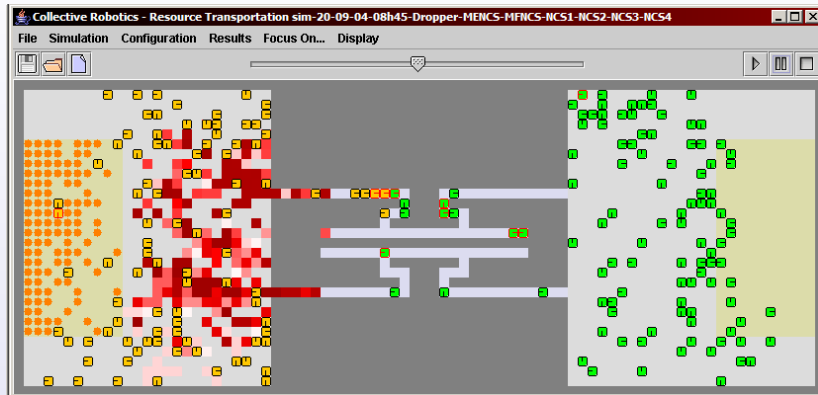 Collective Robotics - Resource Transportation sim-20-09-04-08h45-Dropper-MENCS-MFNCS-NCS1-NCS2-NCS3-NCS4
File Simulation Configuration Results Focus On... Display